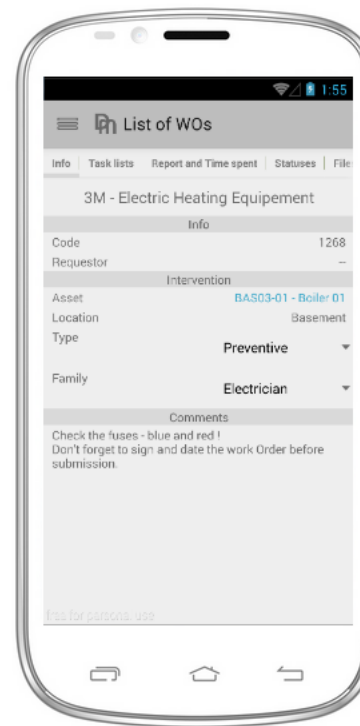 1:55
List of WOs
Info Task lists Report and Time spent Statuses File
3M - Electric Heating Equipement
Info
Code 1268
Requestor --
Intervention
Asset BAS03-01 - Boiler 01
Location Basement
Type
Preventive
Family
Electrician
Comments
Check the fuses - blue and red !
Don't forget to sign and date the work Order before
submission.